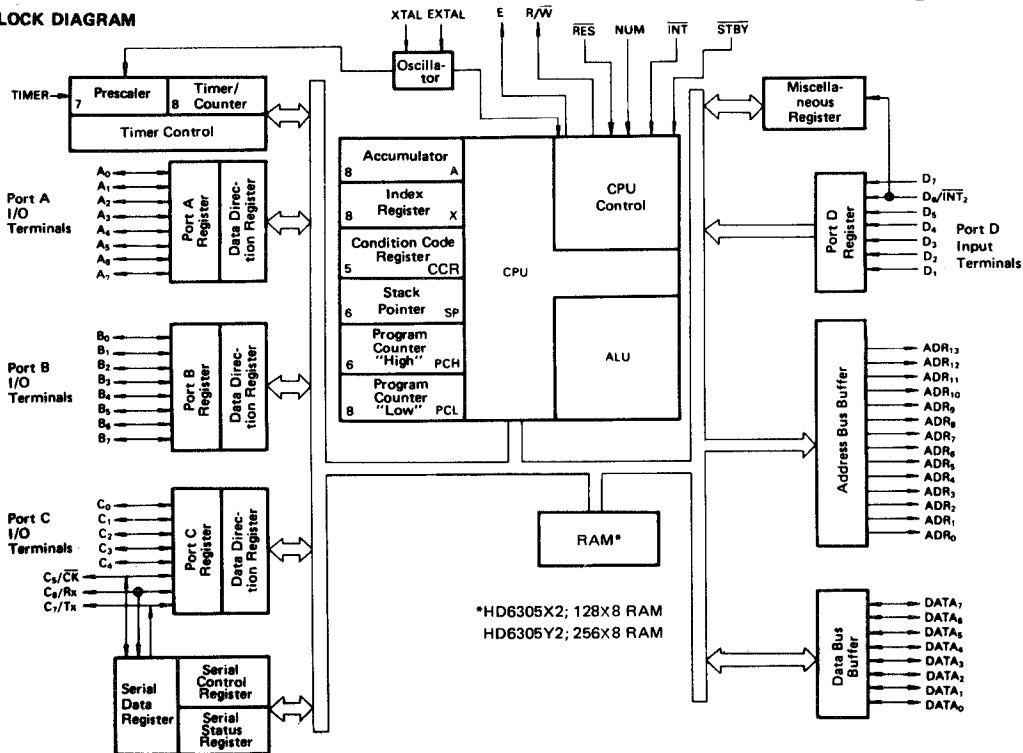 LOCK DIAGRAM
XTAL EXTAL
E
R/W̅
R̅E̅S̅
NUM
I̅N̅T̅
S̅T̅B̅Y̅
Oscilla-
tor
TIMER
Prescaler
7
Timer/
Counter
8
Timer Control
Miscella-
neous
Register
Port A
I/O
Terminals
A₀
A₁
A₂
A₃
A₄
A₅
A₆
A₇
Port A
Register
Data Direc-
tion Register
Accumulator
8 A
Index
Register
8 X
Condition Code
Register
5 CCR
Stack
Pointer
6 SP
Program
Counter
"High"
6 PCH
Program
Counter
"Low"
8 PCL
CPU
CPU
Control
ALU
Port D
Register
D₇
D₆/I̅N̅T̅₂
D₅
D₄
D₃
D₂
D₁
Port D
Input
Terminals
Port B
I/O
Terminals
B₀
B₁
B₂
B₃
B₄
B₅
B₆
B₇
Port B
Register
Data Direc-
tion Register
Address Bus Buffer
ADR₁₃
ADR₁₂
ADR₁₁
ADR₁₀
ADR₉
ADR₈
ADR₇
ADR₆
ADR₅
ADR₄
ADR₃
ADR₂
ADR₁
ADR₀
Port C
I/O
Terminals
C₀
C₁
C₂
C₃
C₄
C₅/C̅K̅
C₆/Rx
C₇/Tx
Port C
Register
Data Direc-
tion Register
RAM*
*HD6305X2; 128X8 RAM
HD6305Y2; 256X8 RAM
Serial
Data
Register
Serial
Control
Register
Serial
Status
Register
Data Bus
Buffer
DATA₇
DATA₆
DATA₅
DATA₄
DATA₃
DATA₂
DATA₁
DATA₀